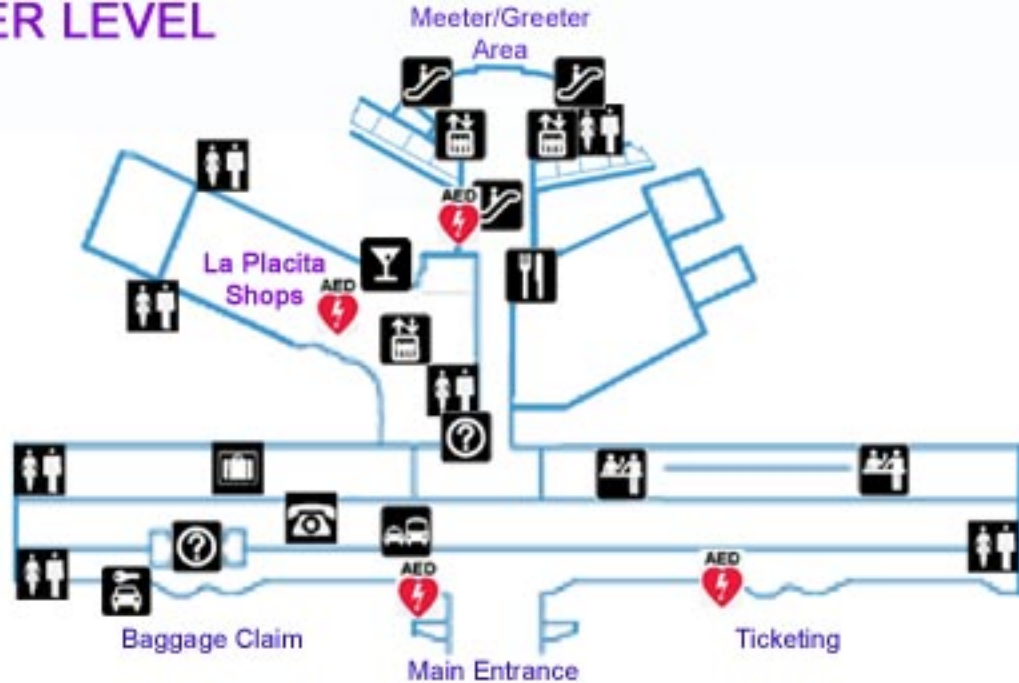 ER LEVEL
Meeter/Greeter
Area
AED
La Placita
Shops
AED
?
?
AED
AED
Baggage Claim
Ticketing
Main Entrance